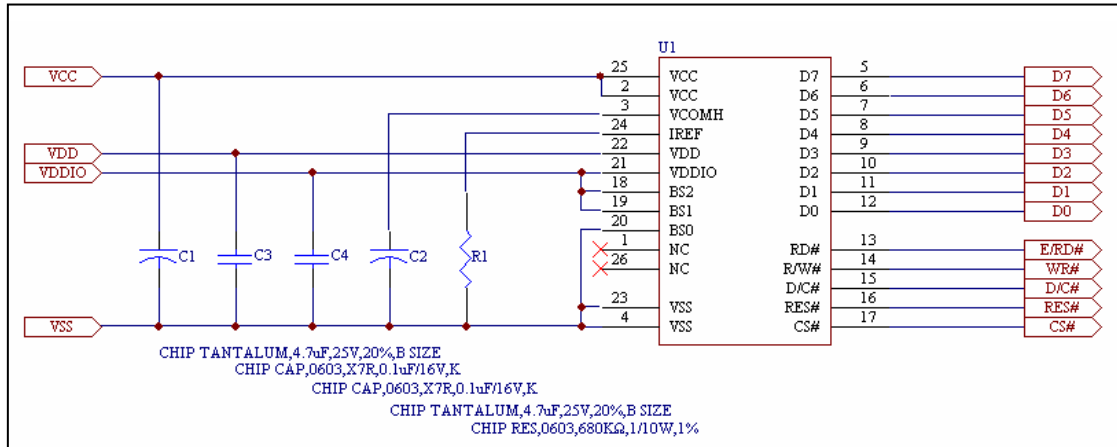 U1
VCC 25 VCC D7 5 D7
2 VCC D6 6 D6
3 VCOMH D5 7 D5
24 IREF D4 8 D4
VDD 22 VDD D3 9 D3
VDDIO 21 VDDIO D2 10 D2
18 BS2 D1 11 D1
19 BS1 D0 12 D0
20 BS0
1 NC RD# 13 E/RD#
C1 C3 C4 C2 R1
26 NC R/W# 14 WR#
D/C# 15 D/C#
23 VSS RES# 16 RES#
VSS 4 VSS CS# 17 CS#
CHIP TANTALUM,4.7uF,25V,20%,B SIZE
CHIP CAP,0603,X7R,0.1uF/16V,K
CHIP CAP,0603,X7R,0.1uF/16V,K
CHIP TANTALUM,4.7uF,25V,20%,B SIZE
CHIP RES,0603,680KΩ,1/10W,1%